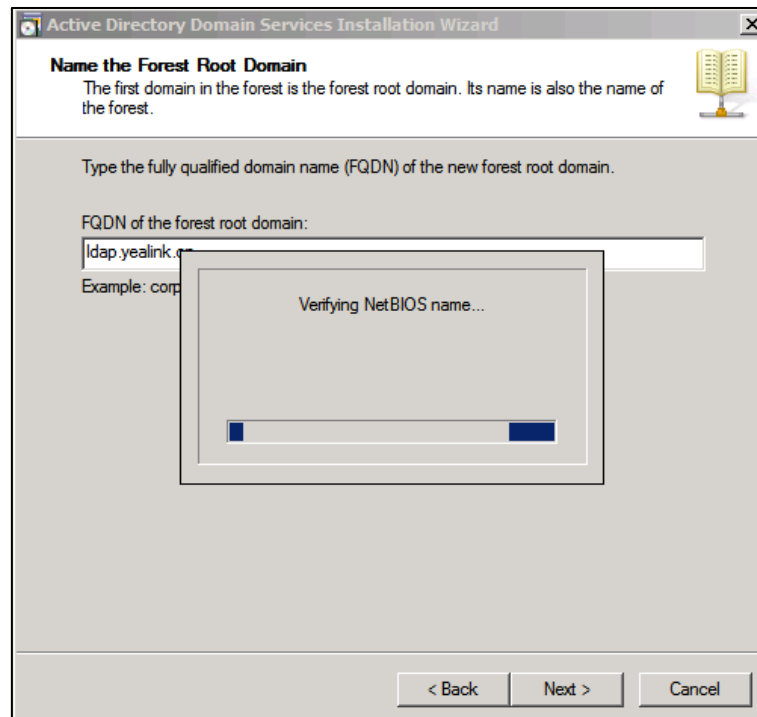 Active Directory Domain Services Installation Wizard
Name the Forest Root Domain
The first domain in the forest is the forest root domain. Its name is also the name of
the forest.
Type the fully qualified domain name (FQDN) of the new forest root domain.
FQDN of the forest root domain:
ldap.yealink.cn
Example: corp
Verifying NetBIOS name...
< Back
Next >
Cancel